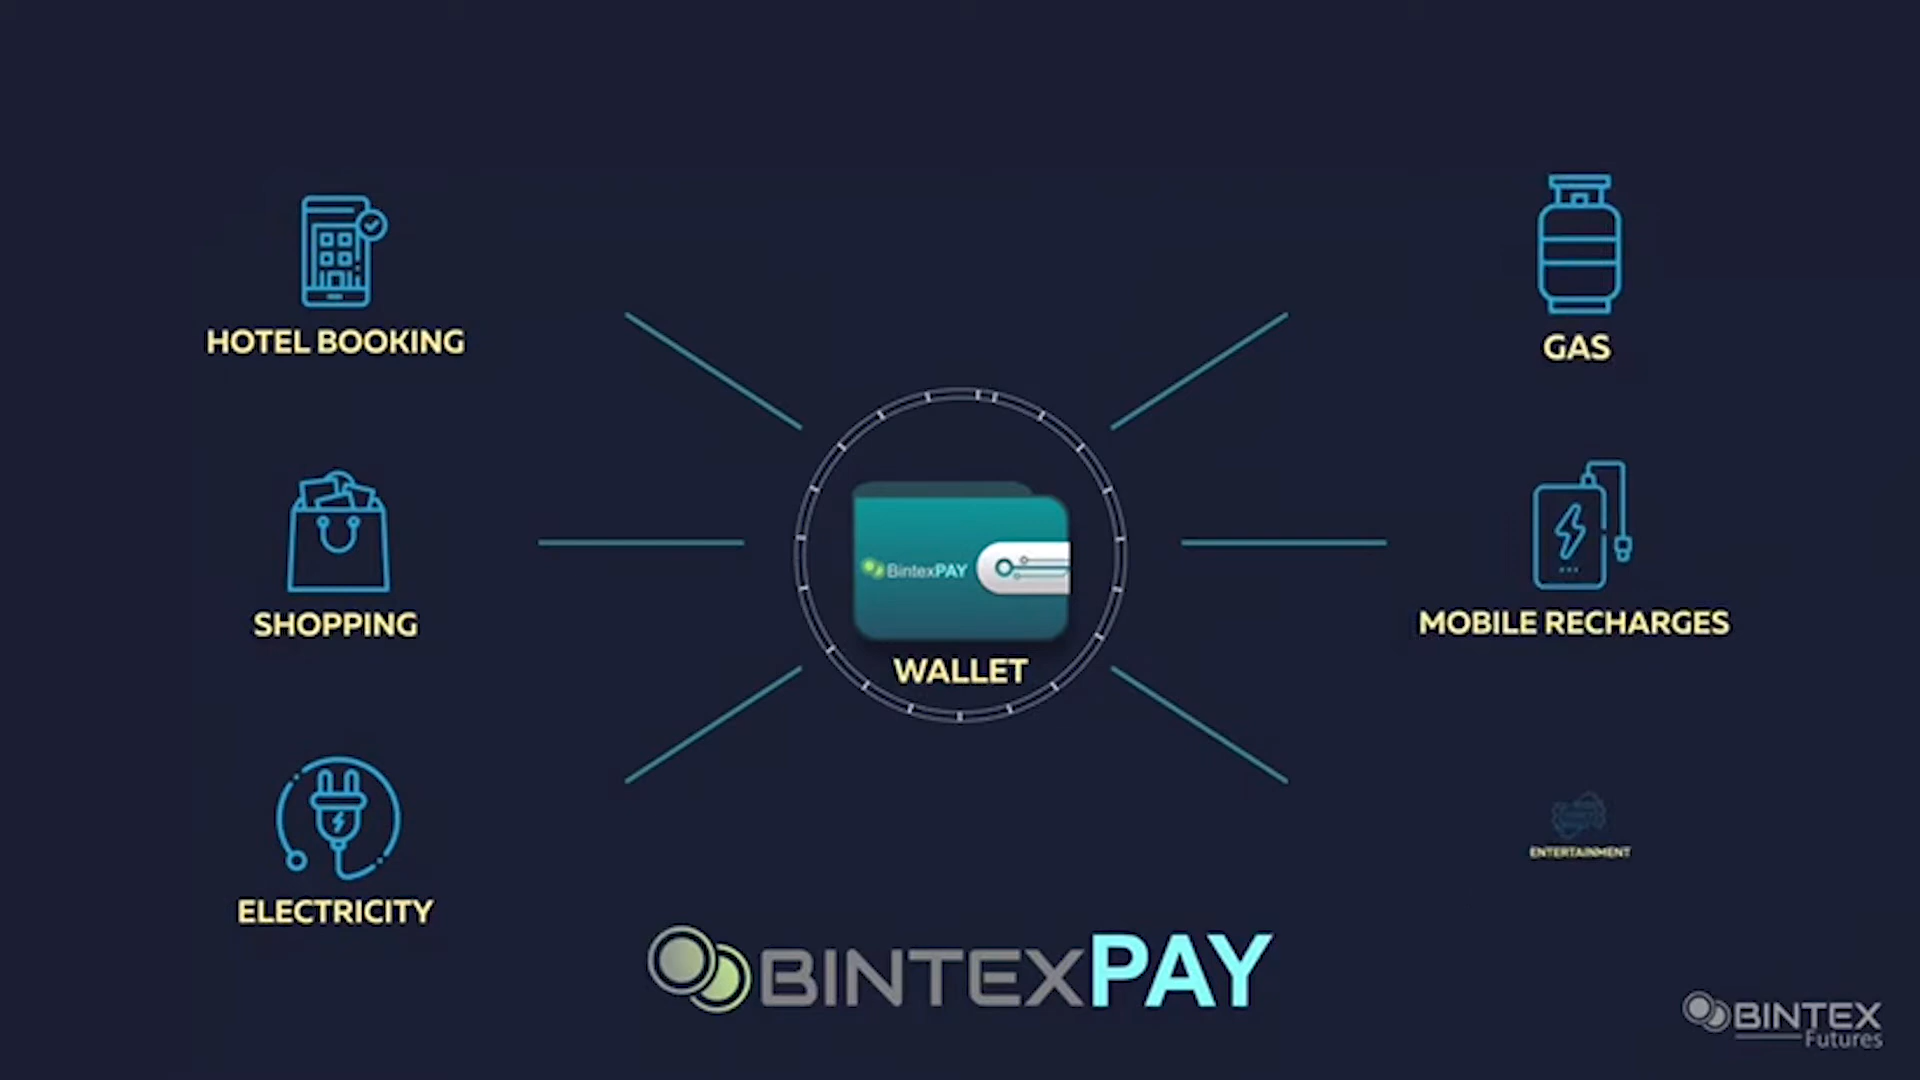 HOTEL BOOKING
GAS
SHOPPING
MOBILE RECHARGES
BintexPAY
WALLET
ELECTRICITY
ENTERTAINMENT
BINTEXPAY
BINTEX
Futures